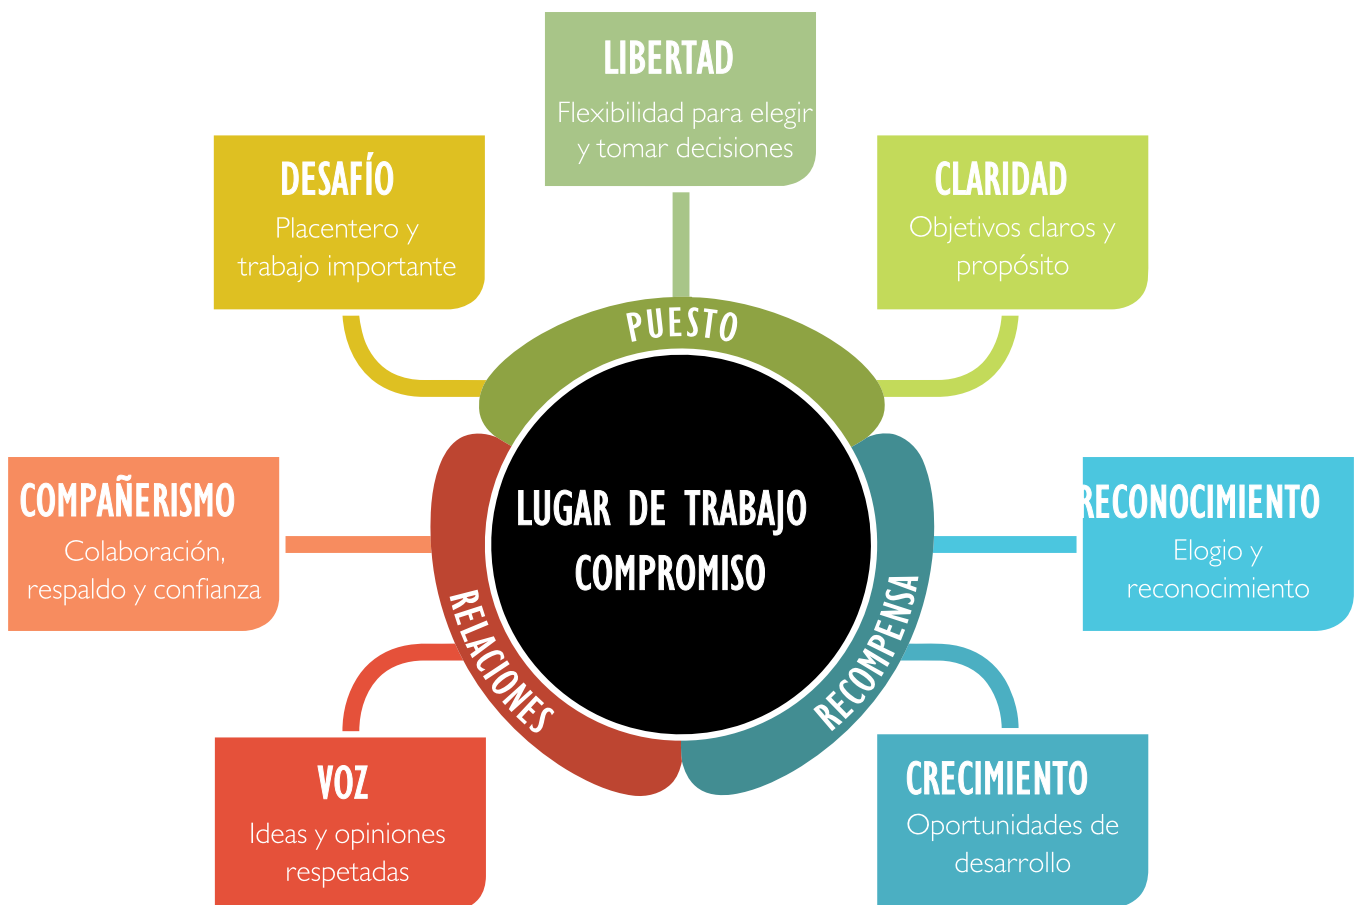 LIBERTAD
Flexibilidad para elegir
y tomar decisiones
DESAFÍO
Placentero y
trabajo importante
CLARIDAD
Objetivos claros y
propósito
PUESTO
COMPAÑERISMO
Colaboración,
respaldo y confianza
LUGAR DE TRABAJO
COMPROMISO
RECONOCIMIENTO
Elogio y
reconocimiento
RELACIONES
RECOMPENSA
VOZ
Ideas y opiniones
respetadas
CRECIMIENTO
Oportunidades de
desarrollo